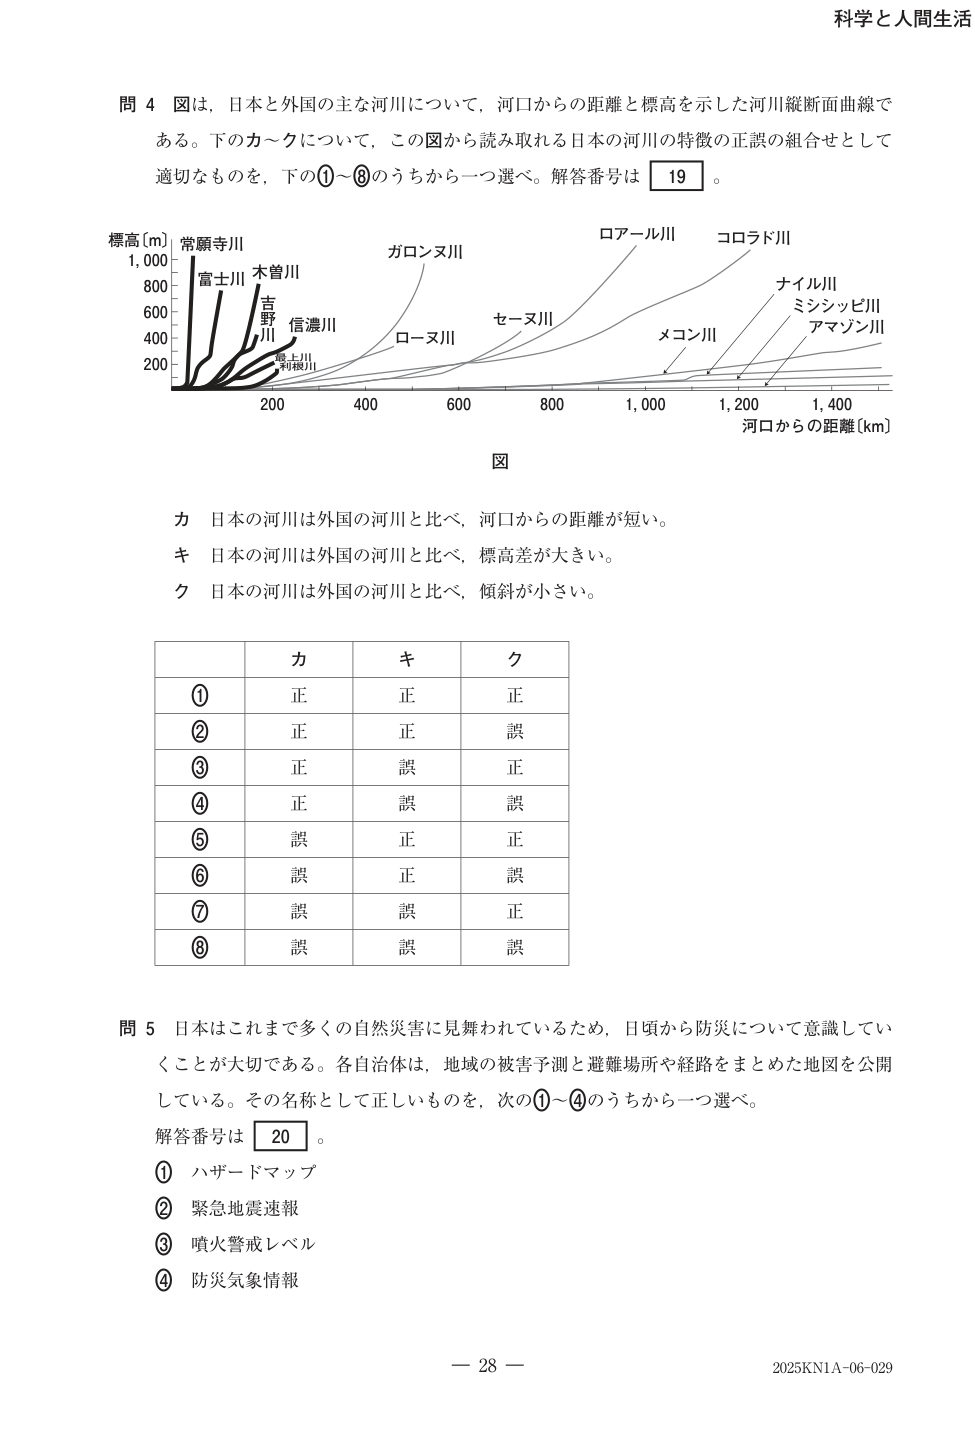 科学と人間生活
問 4 図は，日本と外国の主な河川について，河口からの距離と標高を示した河川縦断面曲線で
ある。下のカ～クについて，この図から読み取れる日本の河川の特徴の正誤の組合せとして
適切なものを，下の①～⑧のうちから一つ選べ。解答番号は 19 。
標高〔m〕
1,000
800
600
400
200
常願寺川
富士川
木曽川
吉野川
信濃川
最上川
利根川
ガロンヌ川
ローヌ川
セーヌ川
ロアール川
コロラド川
メコン川
ナイル川
ミシシッピ川
アマゾン川
200 400 600 800 1,000 1,200 1,400
河口からの距離〔km〕
図
カ 日本の河川は外国の河川と比べ，河口からの距離が短い。
キ 日本の河川は外国の河川と比べ，標高差が大きい。
ク 日本の河川は外国の河川と比べ，傾斜が小さい。
カ キ ク
① 正 正 正
② 正 正 誤
③ 正 誤 正
④ 正 誤 誤
⑤ 誤 正 正
⑥ 誤 正 誤
⑦ 誤 誤 正
⑧ 誤 誤 誤
問 5 日本はこれまで多くの自然災害に見舞われているため，日頃から防災について意識してい
くことが大切である。各自治体は，地域の被害予測と避難場所や経路をまとめた地図を公開
している。その名称として正しいものを，次の①～④のうちから一つ選べ。
解答番号は 20 。
① ハザードマップ
② 緊急地震速報
③ 噴火警戒レベル
④ 防災気象情報
― 28 ―
2025KN1A-06-029